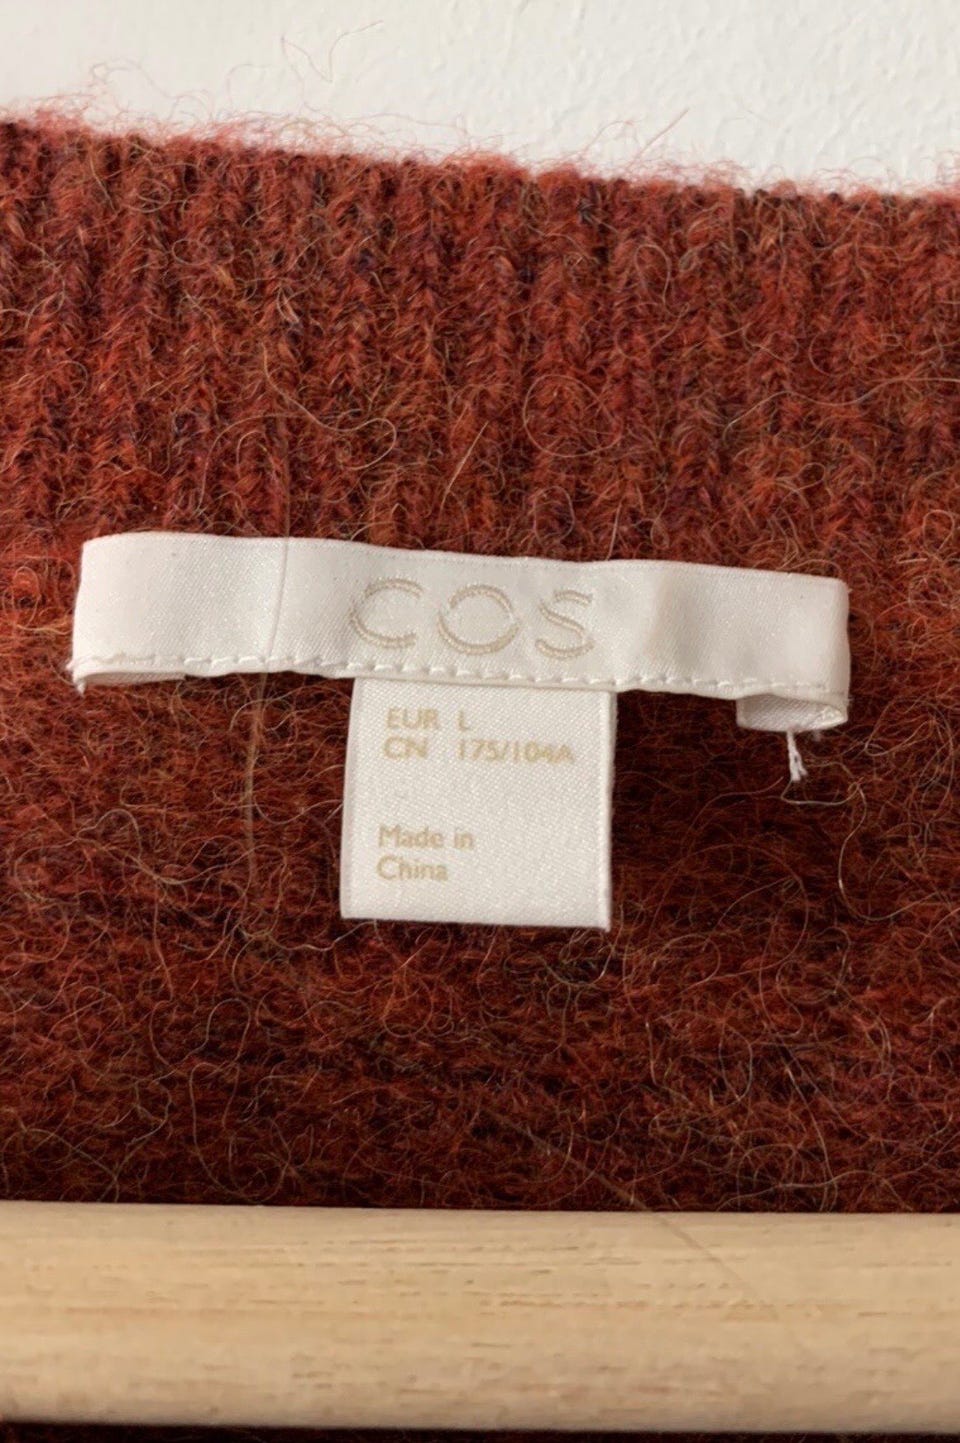 COS
EUR L
CN 175/104A
Made in
China